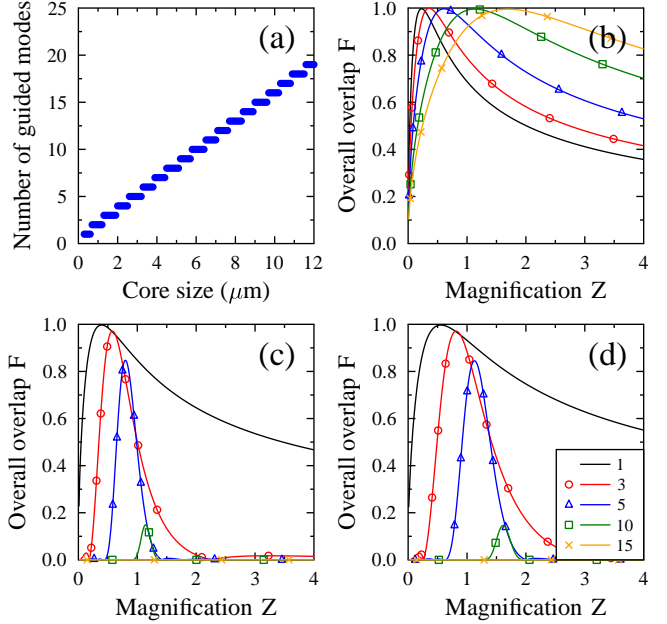 (a)
Number of guided modes
25
20
15
10
5
0
0 2 4 6 8 10 12
Core size (μm)
(b)
Overall overlap F
1.0
0.8
0.6
0.4
0.2
0.0
0 1 2 3 4
Magnification Z
(c)
Overall overlap F
1.0
0.8
0.6
0.4
0.2
0.0
0 1 2 3 4
Magnification Z
(d)
Overall overlap F
1.0
0.8
0.6
0.4
0.2
0.0
0 1 2 3 4
Magnification Z
1
3
5
10
15